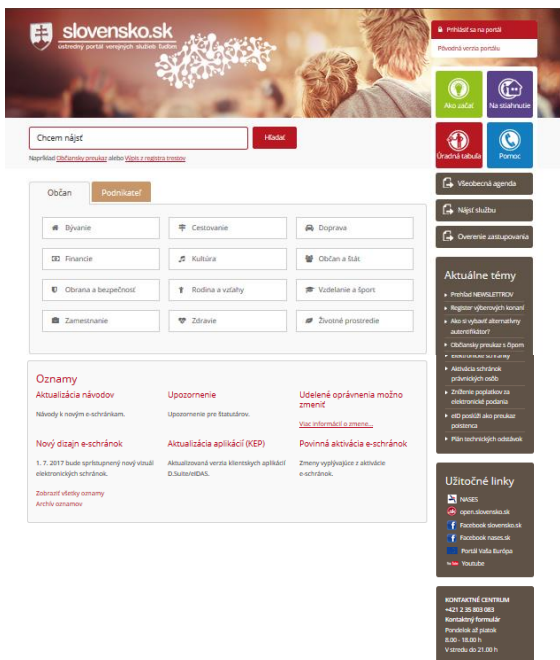 slovensko.sk
ústredný portál verejných služieb ľuďom
Prihlásiť sa na portál
Pôvodná verzia portálu
Ako začať
Na stiahnutie
Úradná tabuľa
Pomoc
Chcem nájsť
Hľadať
Napríklad Občiansky preukaz alebo Výpis z registra trestov
Všeobecná agenda
Nájsť službu
Overenie zastupovania
Občan
Podnikateľ
Bývanie
Cestovanie
Doprava
Financie
Kultúra
Občan a štát
Obrana a bezpečnosť
Rodina a vzťahy
Vzdelanie a šport
Zamestnanie
Zdravie
Životné prostredie
Aktuálne témy
Prehľad NEWSLETTROV
Register výberových konaní
Ako si vybaviť alternatívny
autentifikátor?
Občiansky preukaz s čipom
Elektronické schránky
Aktivácia schránok
právnických osôb
Zníženie poplatkov za
elektronické podania
eID poslúži ako preukaz
poistenca
Plán technických odstávok
Oznamy
Aktualizácia návodov
Návody k novým e-schránkam.
Upozornenie
Upozornenie pre štatutárov.
Udelené oprávnenia možno
zmeniť
Viac informácií o zmene...
Nový dizajn e-schránok
1. 7. 2017 bude sprístupnený nový vizuál
elektronických schránok.
Aktualizácia aplikácií (KEP)
Aktualizovaná verzia klientskych aplikácií
D.Suite/eIDAS.
Povinná aktivácia e-schránok
Zmeny vyplývajúce z aktivácie
e-schránok.
Zobraziť všetky oznamy
Archív oznamov
Užitočné linky
NASES
open.slovensko.sk
Facebook slovensko.sk
Facebook nases.sk
Portál Vaša Európa
Youtube
KONTAKTNÉ CENTRUM
+421 2 35 803 083
Kontaktný formulár
Pondelok až piatok
8.00 - 18.00 h
V stredu do 21.00 h